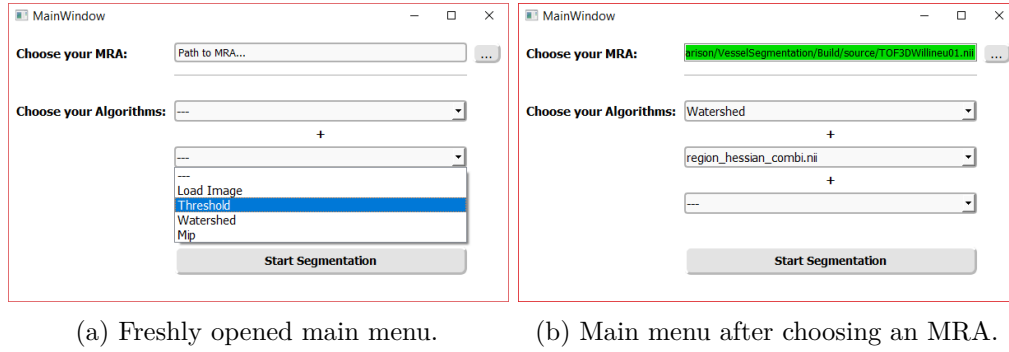 MainWindow
Choose your MRA:
Path to MRA...
...
Choose your Algorithms:
---
+
---
---
Load Image
Threshold
Watershed
Mip
Start Segmentation
(a) Freshly opened main menu.
MainWindow
Choose your MRA:
arison/VesselSegmentation/Build/source/TOF3DWillineu01.nii
...
Choose your Algorithms:
Watershed
+
region_hessian_combi.nii
+
---
Start Segmentation
(b) Main menu after choosing an MRA.